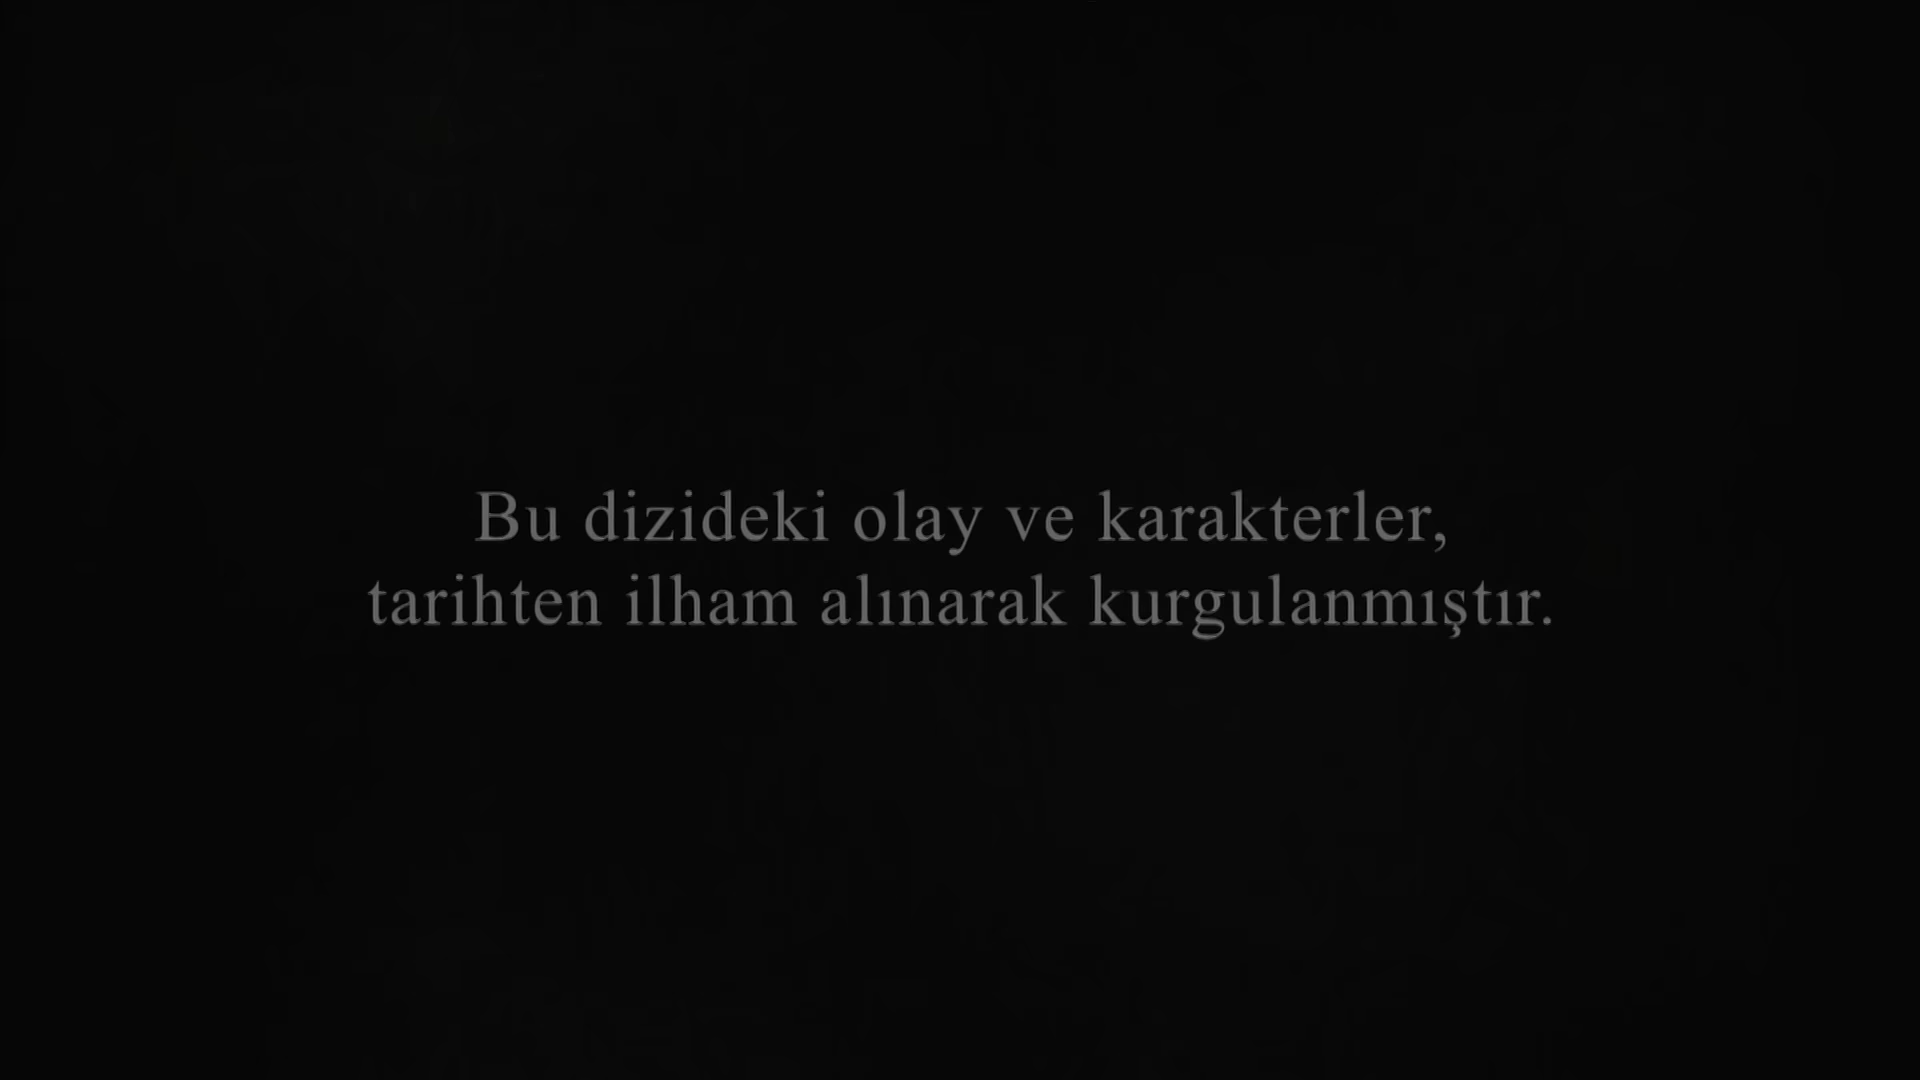 Bu dizideki olay ve karakterler,
tarihten ilham alınarak kurgulanmıştır.